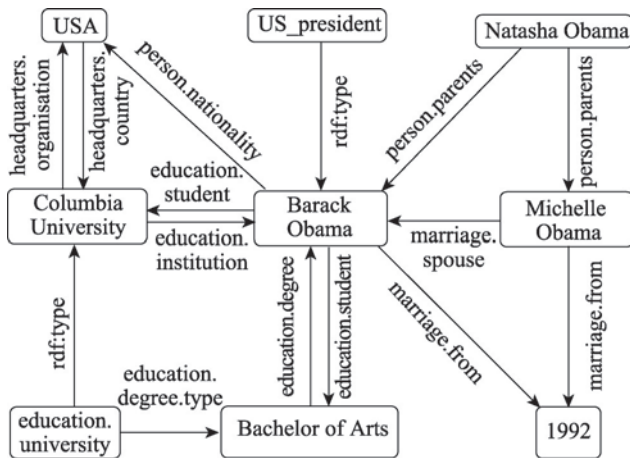 USA
US_president
Natasha Obama
headquarters.
organisation
headquarters.
country
person.nationality
rdf:type
person.parents
person.parents
education.
student
Columbia
University
Barack
Obama
Michelle
Obama
education.
institution
marriage.
spouse
rdf:type
education.degree
education.student
marriage.from
marriage.from
education.
degree.type
education.
university
Bachelor of Arts
1992